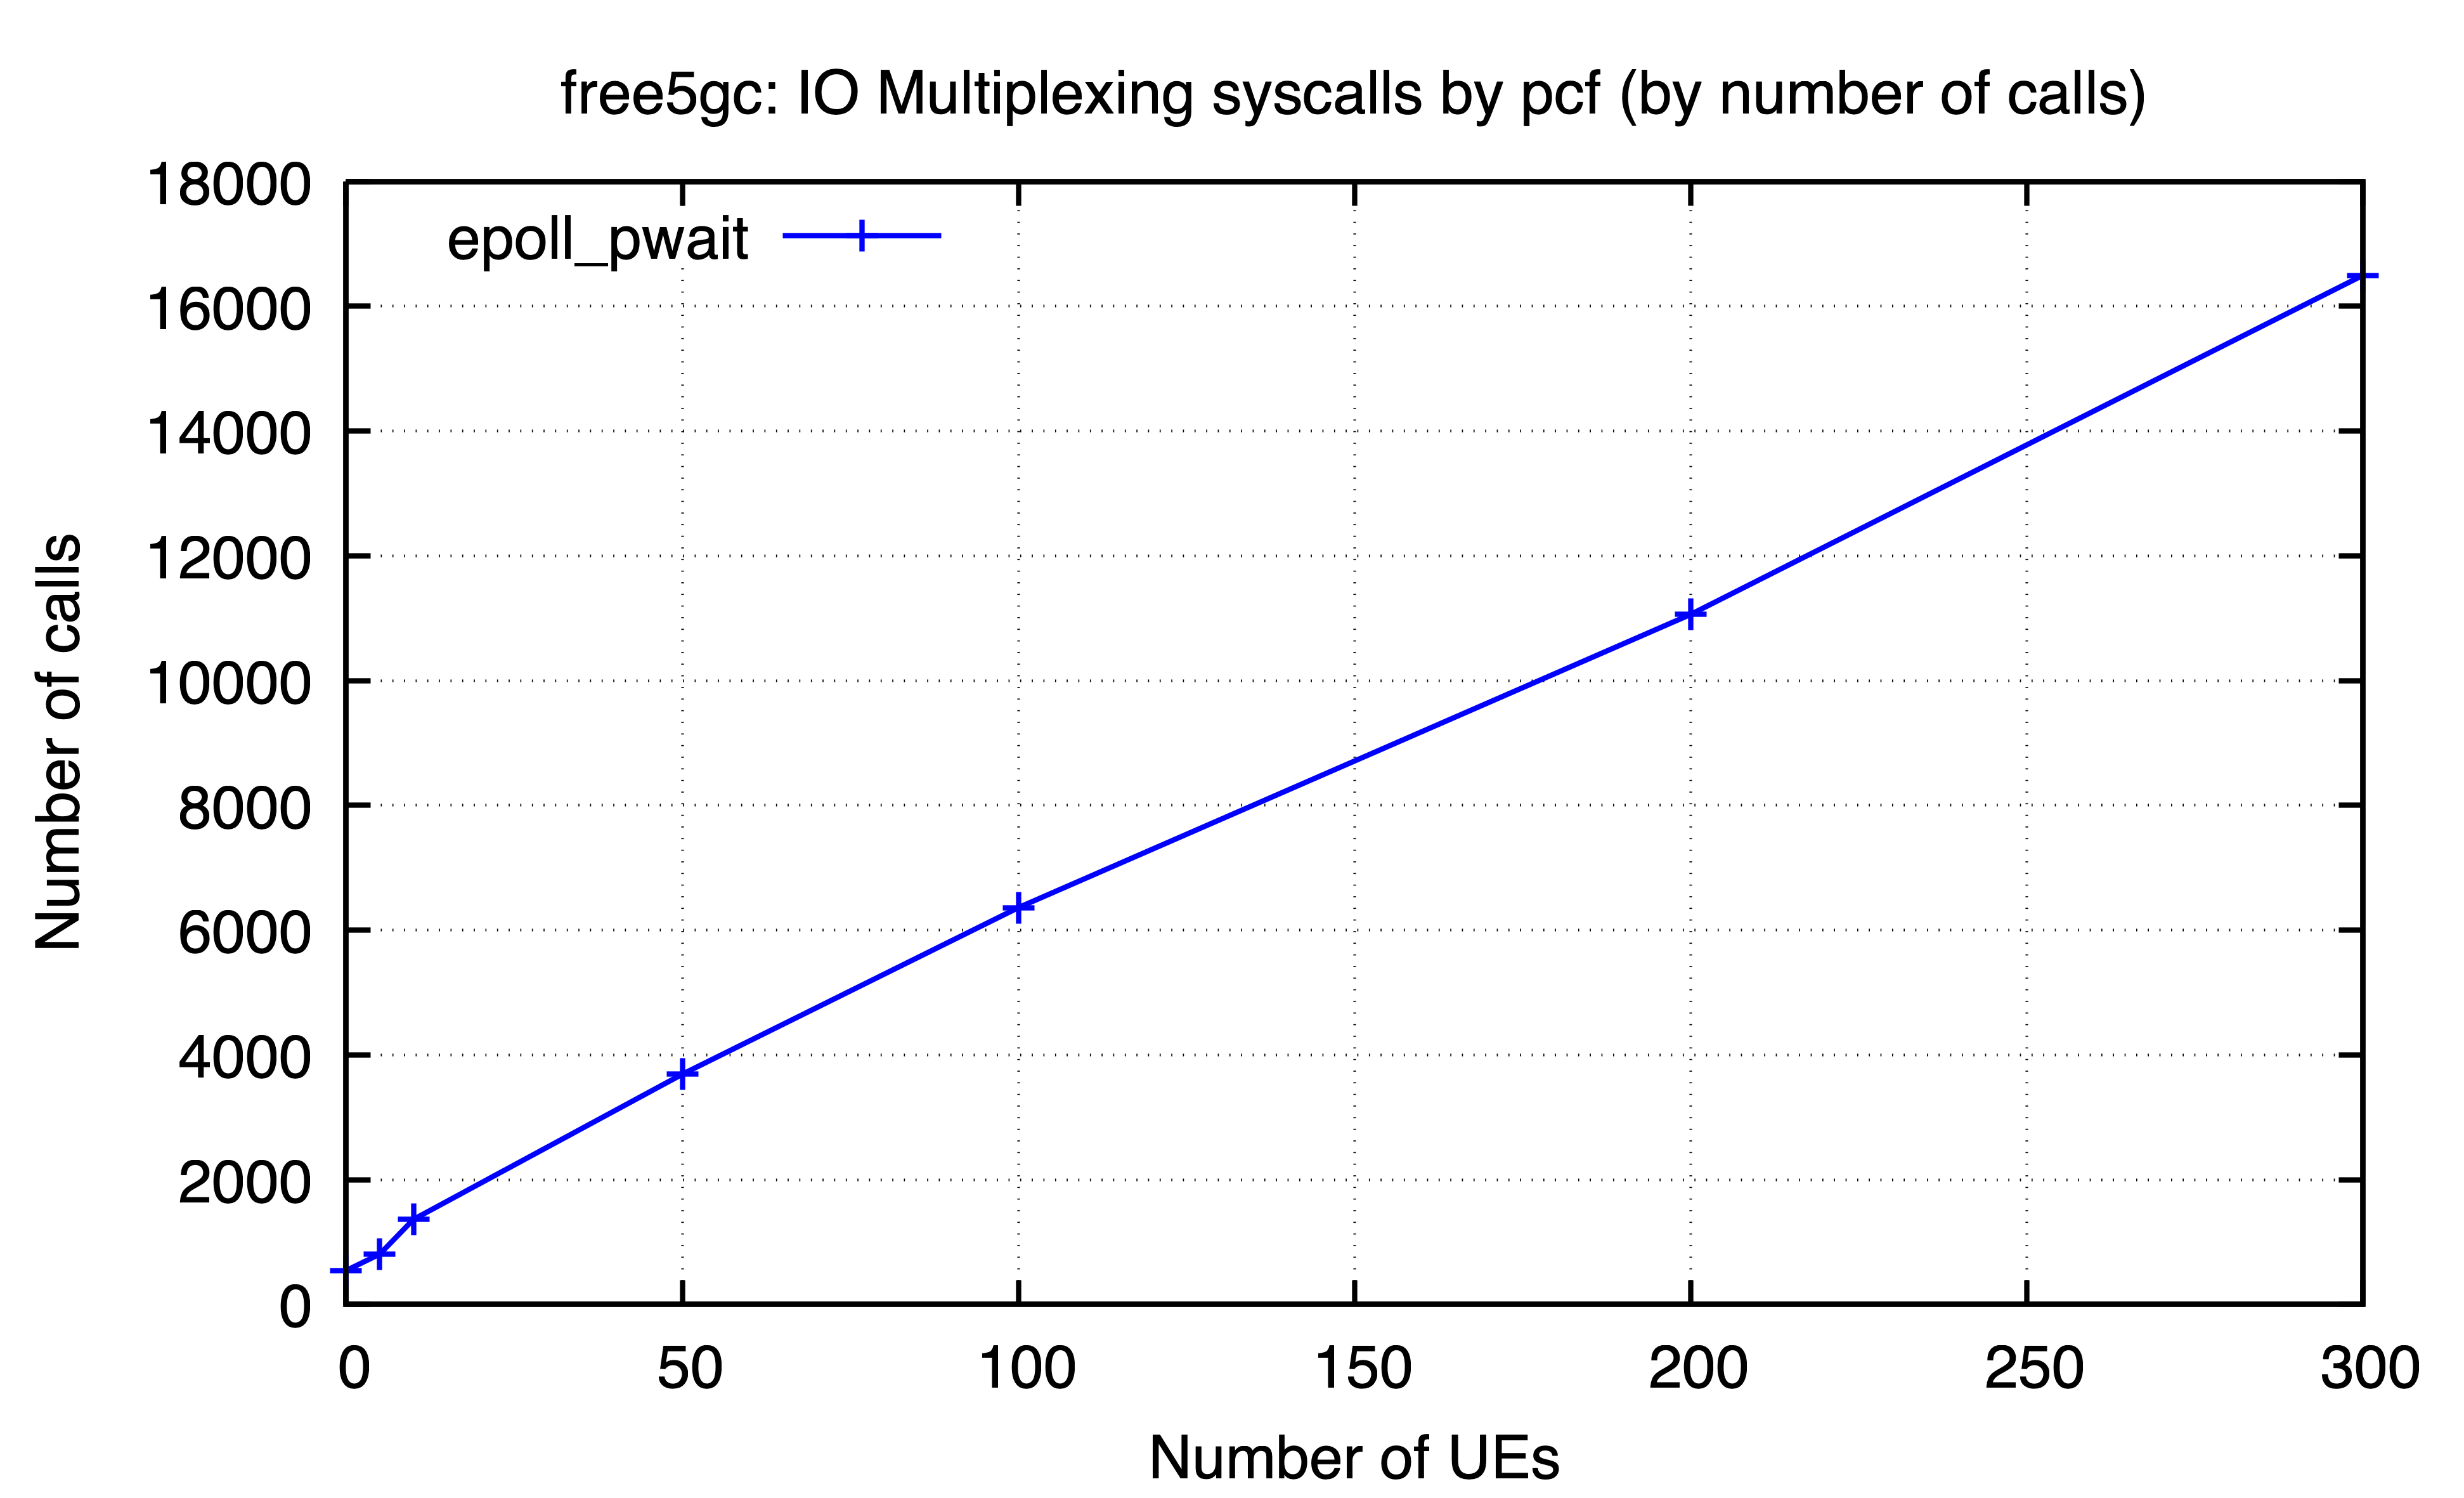 free5gc: IO Multiplexing syscalls by pcf (by number of calls)
18000
epoll_pwait
16000
14000
12000
10000
8000
6000
4000
2000
0
Number of calls
0 50 100 150 200 250 300
Number of UEs